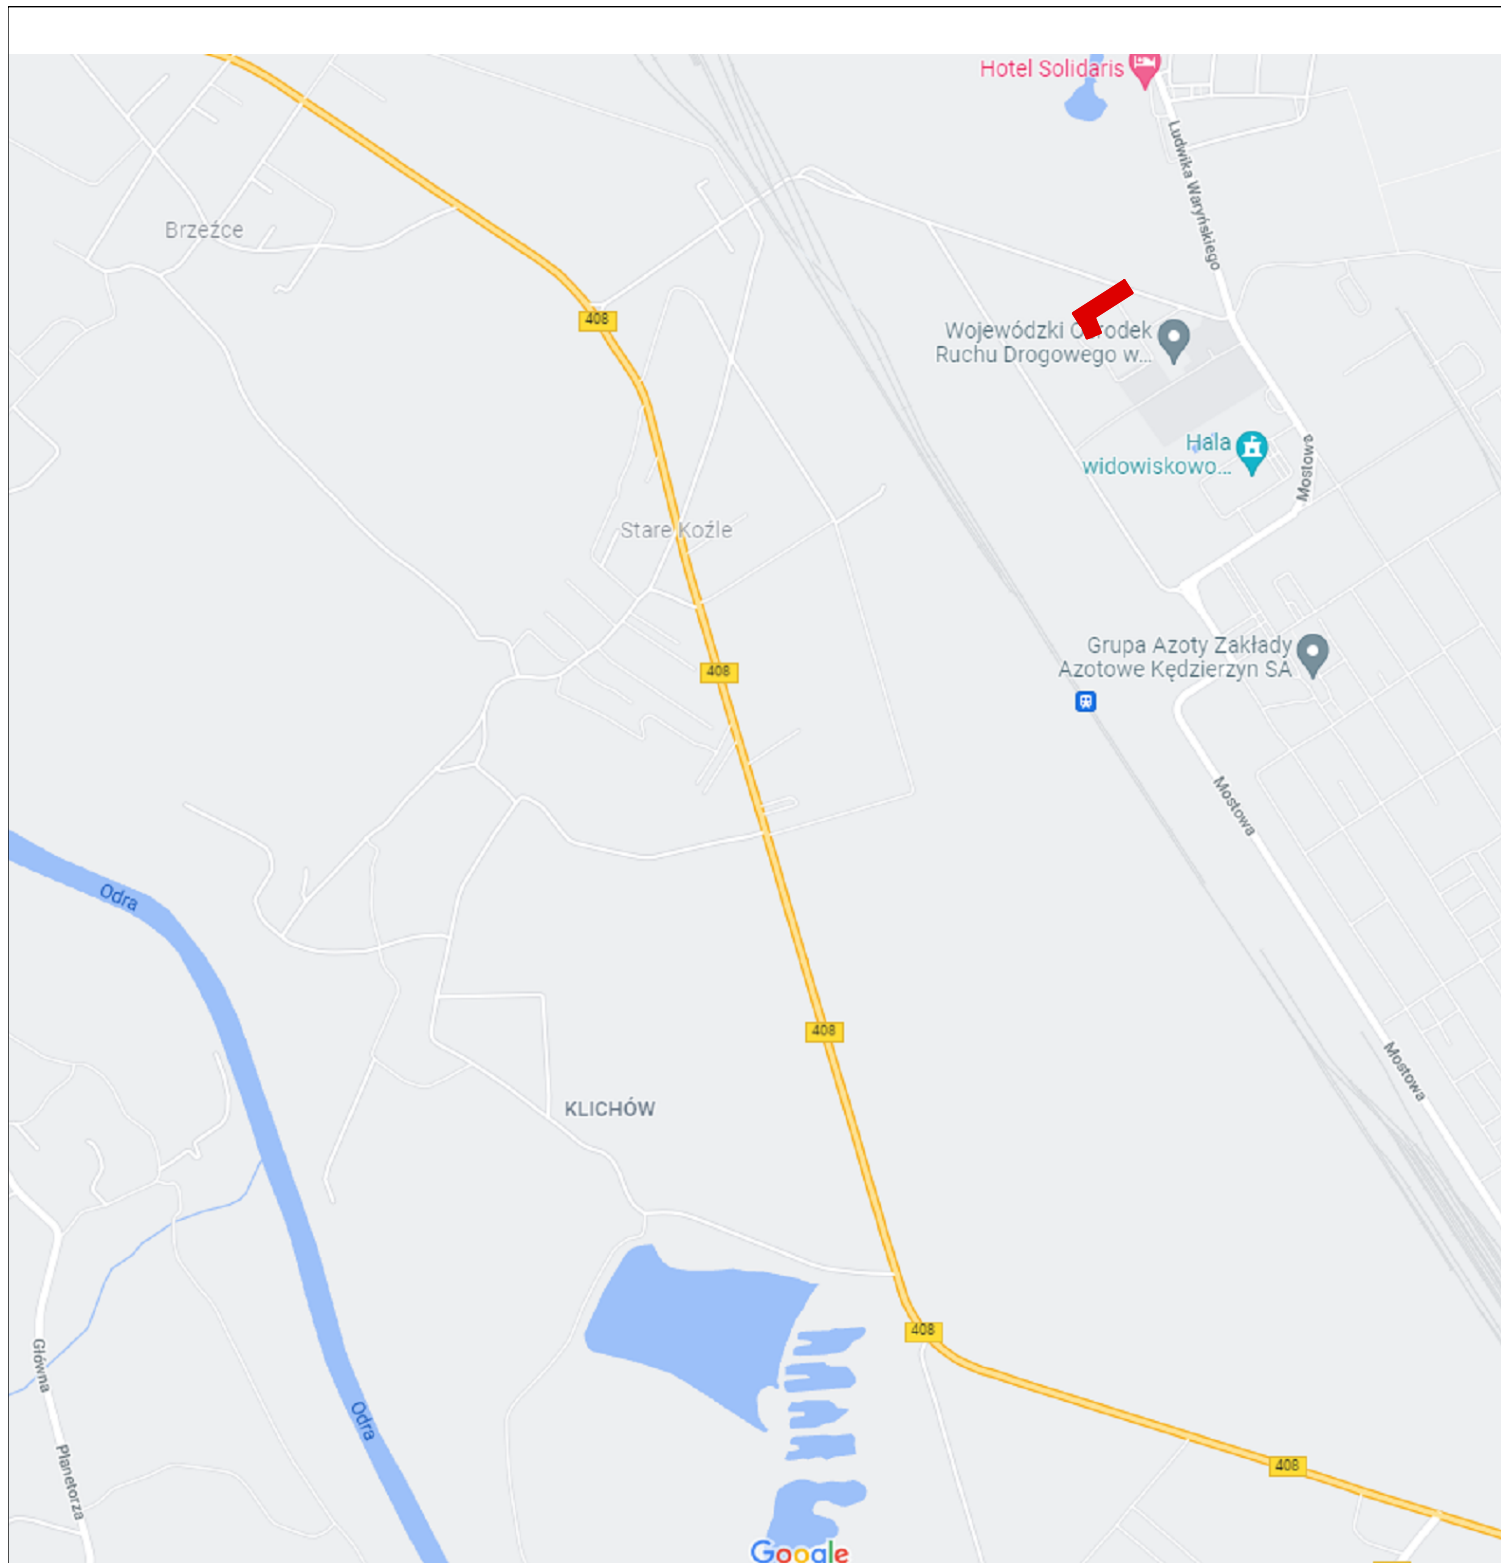 Hotel Solidaris
Ludwika Waryńskiego
Brzeźce
408
Wojewódzki Ośrodek
Ruchu Drogowego w...
Hala
widowiskowo...
Mostowa
Stare Koźle
408
Grupa Azoty Zakłady
Azotowe Kędzierzyn SA
Mostowa
Odra
408
Mostowa
KLICHÓW
408
Główna
Odra
408
Planetorza
Google